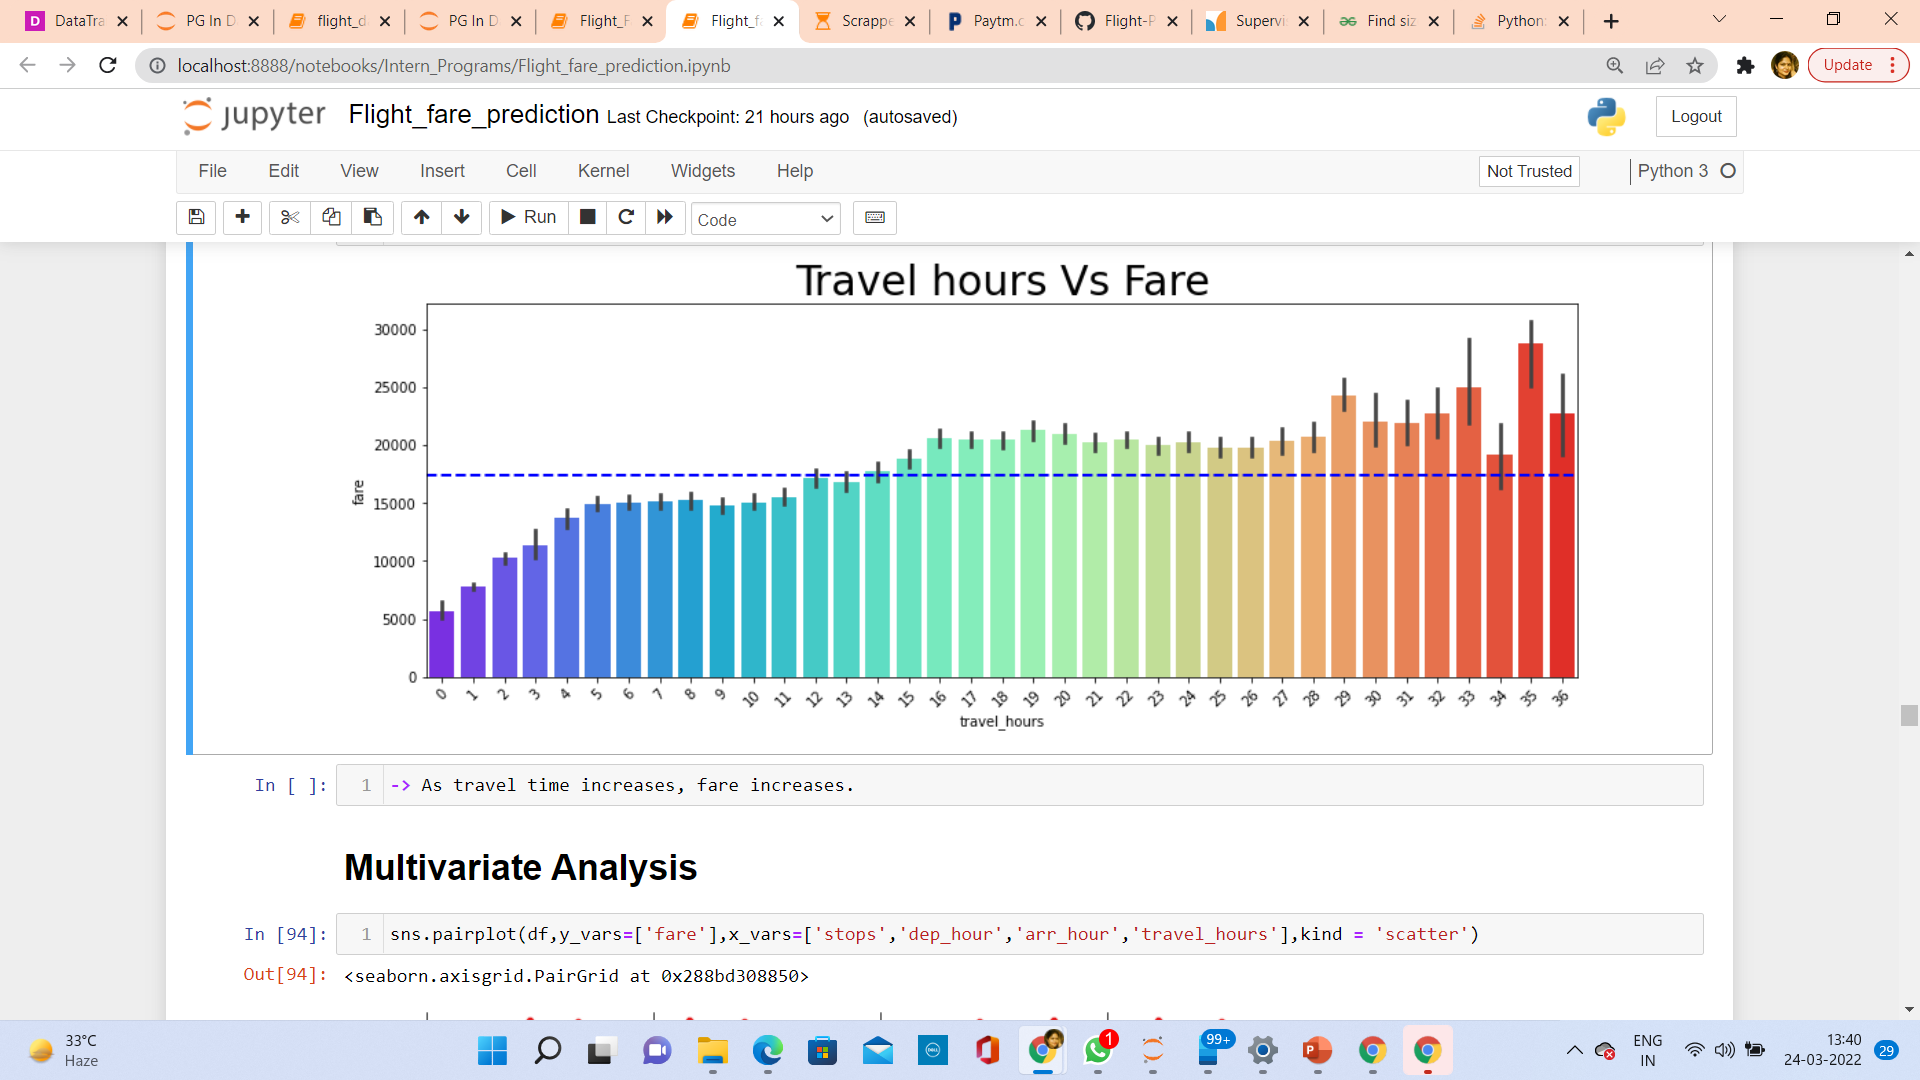 DataTra
PG In D
flight_d
PG In D
Flight_F
Flight_f
Scrappe
Paytm.c
Flight-P
Supervi
Find siz
Python
localhost:8888/notebooks/Intern_Programs/Flight_fare_prediction.ipynb
Update
jupyter Flight_fare_prediction Last Checkpoint: 21 hours ago (autosaved)
Logout
File Edit View Insert Cell Kernel Widgets Help
Not Trusted
Python 3
Run
Code
Travel hours Vs Fare
30000
25000
20000
15000
10000
5000
0
fare
0 1 2 3 4 5 6 7 8 9 10 11 12 13 14 15 16 17 18 19 20 21 22 23 24 25 26 27 28 29 30 31 32 33 34 35 36
travel_hours
In [ ]: 1 -> As travel time increases, fare increases.
Multivariate Analysis
In [94]: 1 sns.pairplot(df,y_vars=['fare'],x_vars=['stops','dep_hour','arr_hour','travel_hours'],kind = 'scatter')
Out[94]: <seaborn.axisgrid.PairGrid at 0x288bd308850>
33°C
Haze
1
99+
ENG
IN
13:40
24-03-2022
29